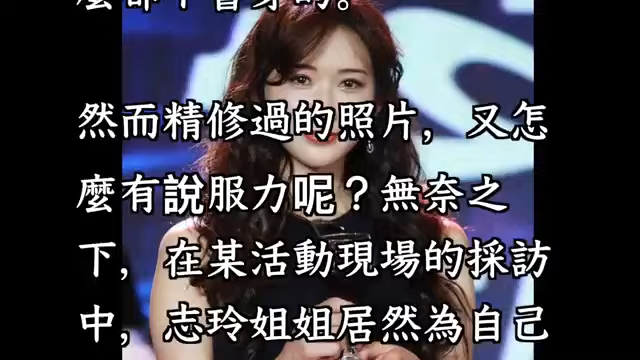 然而精修過的照片，又怎
麼有說服力呢？無奈之
下，在某活動現場的採訪
中，志玲姐姐居然為自己